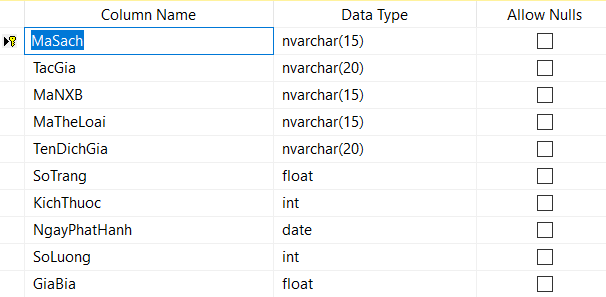 Column Name Data Type Allow Nulls
MaSach nvarchar(15)
TacGia nvarchar(20)
MaNXB nvarchar(15)
MaTheLoai nvarchar(15)
TenDichGia nvarchar(20)
SoTrang float
KichThuoc int
NgayPhatHanh date
SoLuong int
GiaBia float